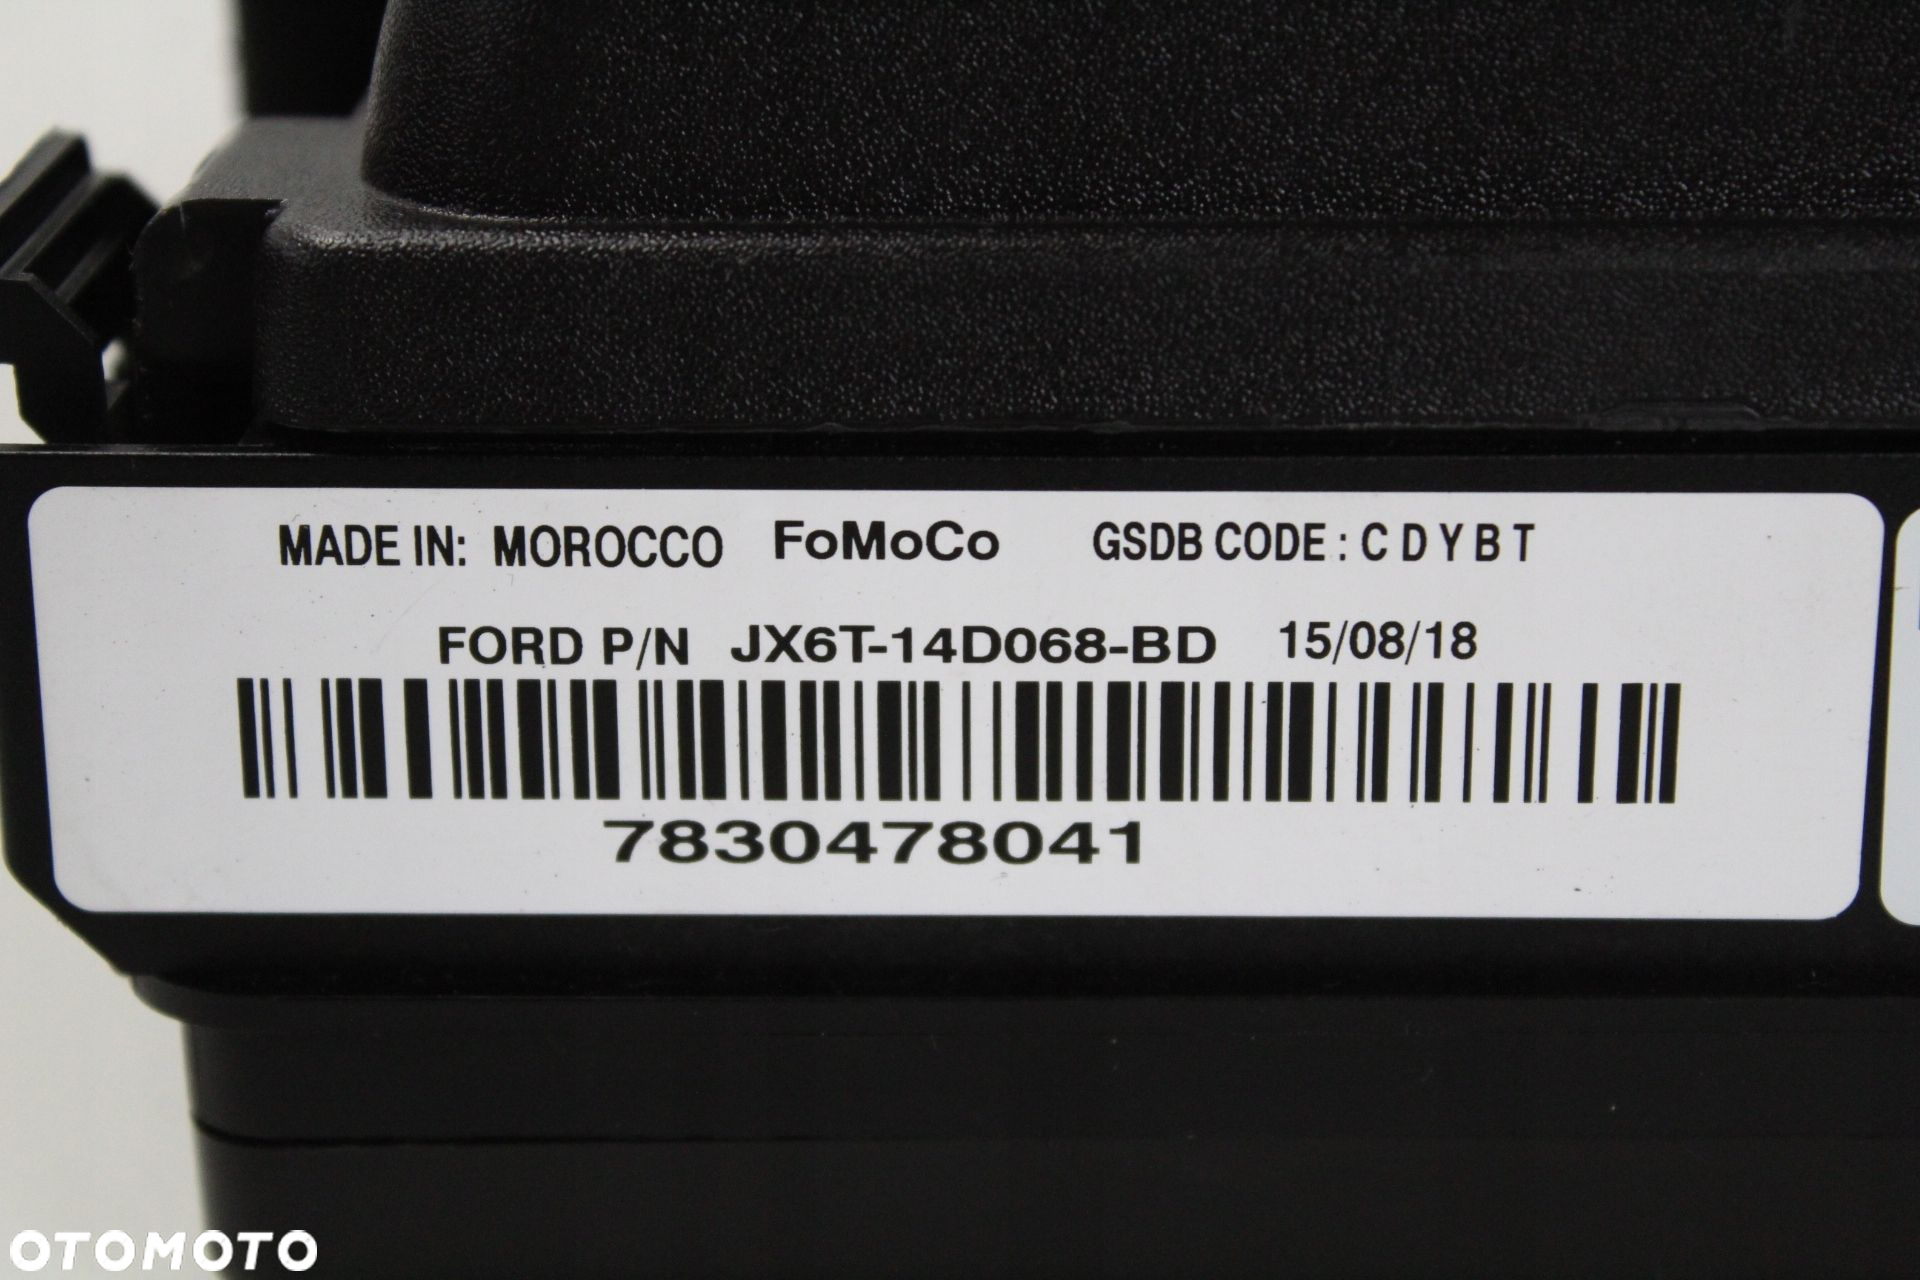 MADE IN: MOROCCO FoMoCo GSDB CODE : C D Y B T
FORD P/N JX6T-14D068-BD 15/08/18
7830478041
OTOMOTO